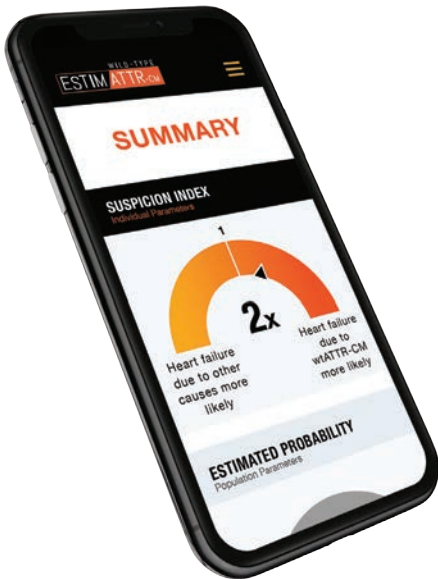 WILD-TYPE
ESTIMATTR-CM
SUMMARY
SUSPICION INDEX
Individual Parameters
1
2x
Heart failure
due to other
causes more
likely
Heart failure
due to
wtATTR-CM
more likely
ESTIMATED PROBABILITY
Population Parameters